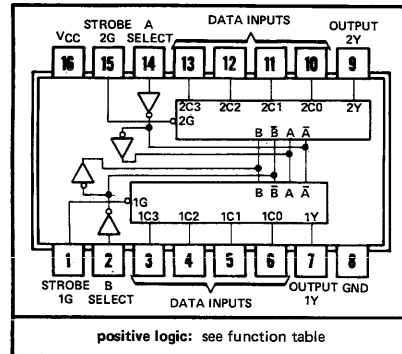 STROBE A DATA INPUTS OUTPUT
VCC 2G SELECT 2Y
16 15 14 13 12 11 10 9
2C3 2C2 2C1 2C0 2Y
2G
B B̅ A A̅
B B̅ A A̅
1G
1C3 1C2 1C1 1C0 1Y
1 2 3 4 5 6 7 8
STROBE B DATA INPUTS OUTPUT GND
1G SELECT 1Y
positive logic: see function table